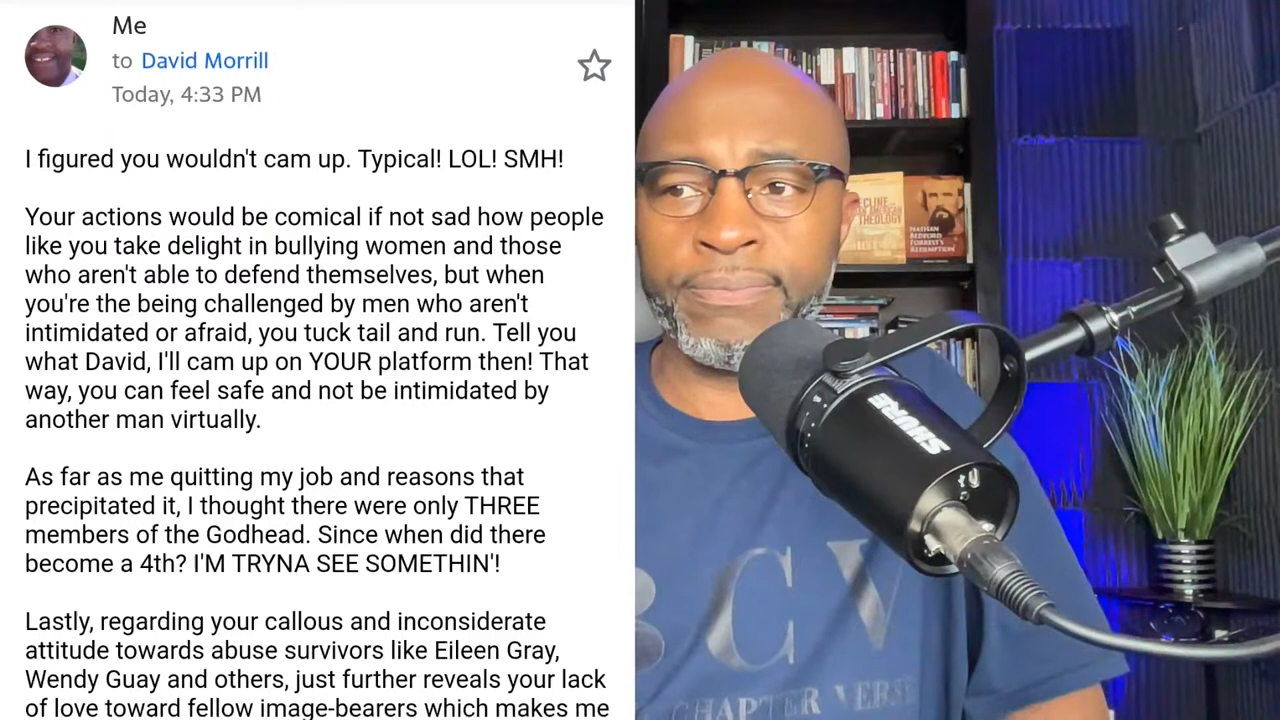 Me
to David Morrill
Today, 4:33 PM
I figured you wouldn't cam up. Typical! LOL! SMH!
Your actions would be comical if not sad how people
like you take delight in bullying women and those
who aren't able to defend themselves, but when
you're the being challenged by men who aren't
intimidated or afraid, you tuck tail and run. Tell you
what David, I'll cam up on YOUR platform then! That
way, you can feel safe and not be intimidated by
another man virtually.
As far as me quitting my job and reasons that
precipitated it, I thought there were only THREE
members of the Godhead. Since when did there
become a 4th? I'M TRYNA SEE SOMETHIN'!
Lastly, regarding your callous and inconsiderate
attitude towards abuse survivors like Eileen Gray,
Wendy Guay and others, just further reveals your lack
of love toward fellow image-bearers which makes me
THEOLOGY
NATHAN
BEDFORD
FORREST'S
REDEMPTION
SHURE
CV
CHAPTER VERSE